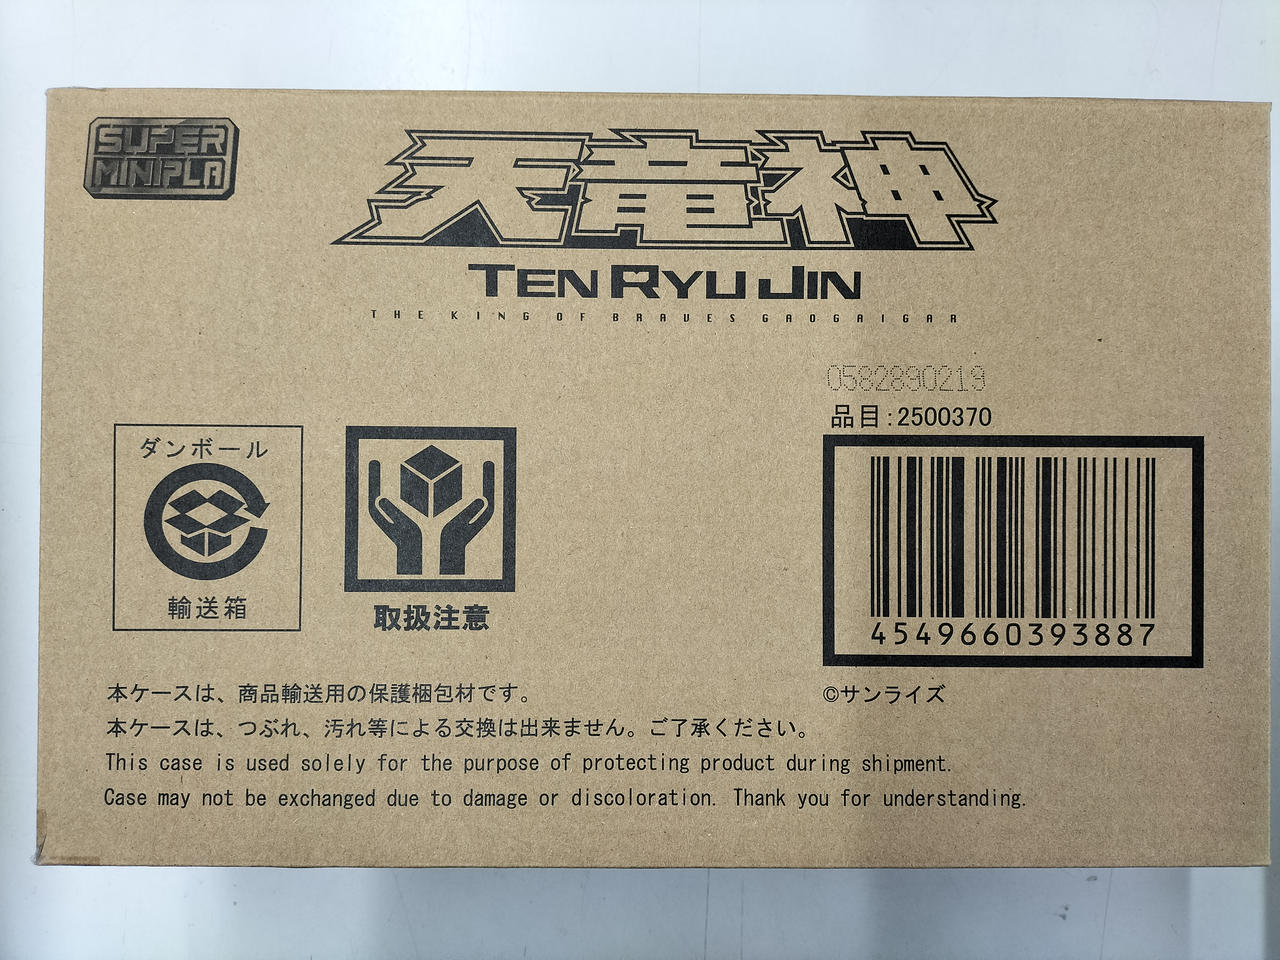 SUPER
MINIPLA
天竜神
TEN RYU JIN
THE KING OF BRAVES GAOGAIGAR
0582890219
品目:2500370
ダンボール
輸送箱
取扱注意
4549660393887
本ケースは、商品輸送用の保護梱包材です。
©サンライズ
本ケースは、つぶれ、汚れ等による交換は出来ません。ご了承ください。
This case is used solely for the purpose of protecting product during shipment.
Case may not be exchanged due to damage or discoloration. Thank you for understanding.